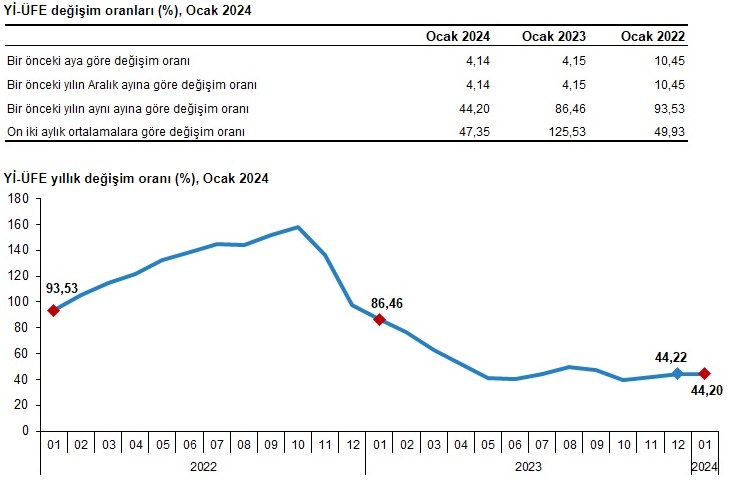 Yİ-ÜFE değişim oranları (%), Ocak 2024
Ocak 2024 Ocak 2023 Ocak 2022
Bir önceki aya göre değişim oranı 4,14 4,15 10,45
Bir önceki yılın Aralık ayına göre değişim oranı 4,14 4,15 10,45
Bir önceki yılın aynı ayına göre değişim oranı 44,20 86,46 93,53
On iki aylık ortalamalara göre değişim oranı 47,35 125,53 49,93
Yİ-ÜFE yıllık değişim oranı (%), Ocak 2024
180
160
140
120
100
80
60
40
20
0
93,53
86,46
44,22
44,20
01 02 03 04 05 06 07 08 09 10 11 12 01 02 03 04 05 06 07 08 09 10 11 12 01
2022 2023 2024